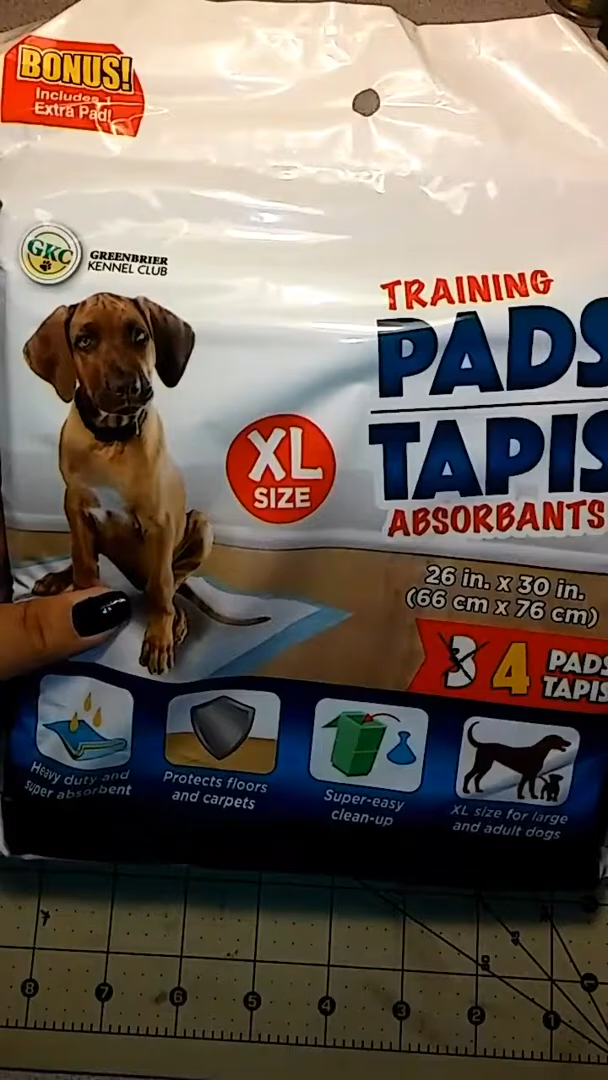 BONUS!
Includes 1
Extra Pad!
GKC
GREENBRIER
KENNEL CLUB
TRAINING
PADS
TAPIS
ABSORBANTS
XL
SIZE
26 in. x 30 in.
(66 cm x 76 cm)
3 4 PADS
TAPIS
Heavy duty and
super absorbent
Protects floors
and carpets
Super-easy
clean-up
XL size for large
and adult dogs
8 7 6 5 4 3 2 1